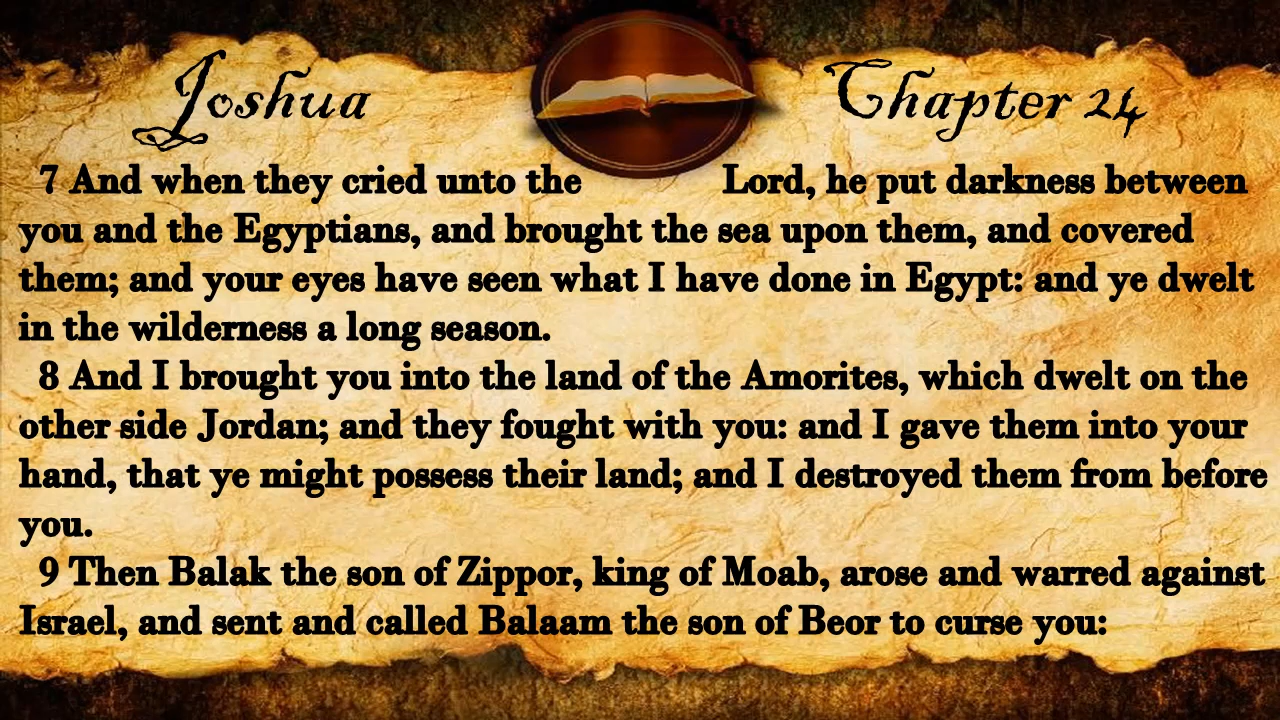 Joshua Chapter 24
7 And when they cried unto the Lord, he put darkness between
you and the Egyptians, and brought the sea upon them, and covered
them; and your eyes have seen what I have done in Egypt: and ye dwelt
in the wilderness a long season.
8 And I brought you into the land of the Amorites, which dwelt on the
other side Jordan; and they fought with you: and I gave them into your
hand, that ye might possess their land; and I destroyed them from before
you.
9 Then Balak the son of Zippor, king of Moab, arose and warred against
Israel, and sent and called Balaam the son of Beor to curse you: